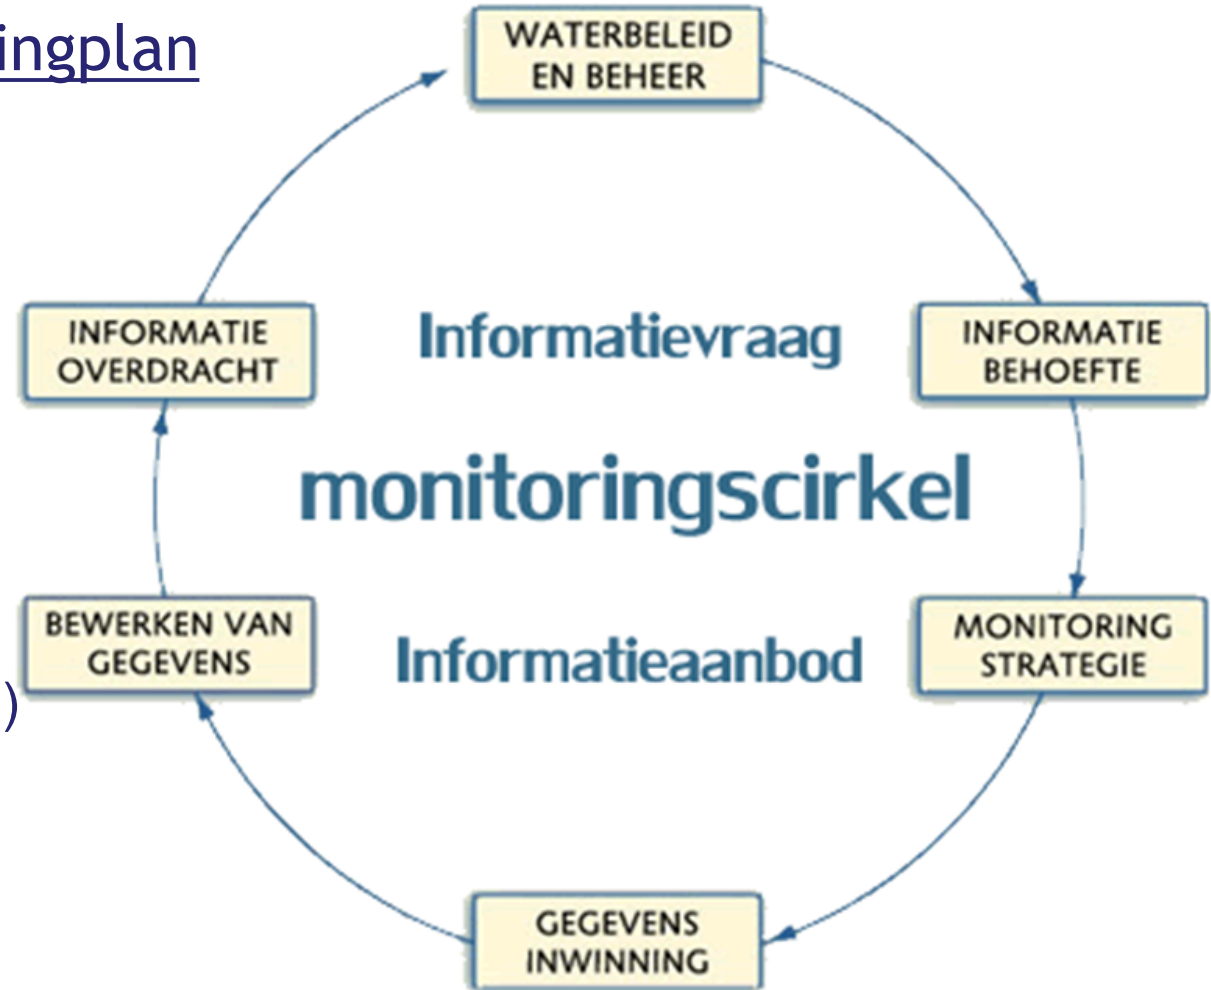 ingplan
WATERBELEID
EN BEHEER
INFORMATIE
OVERDRACHT
Informatievraag
INFORMATIE
BEHOEFTE
monitoringscirkel
BEWERKEN VAN
GEGEVENS
Informatieaanbod
MONITORING
STRATEGIE
)
GEGEVENS
INWINNING